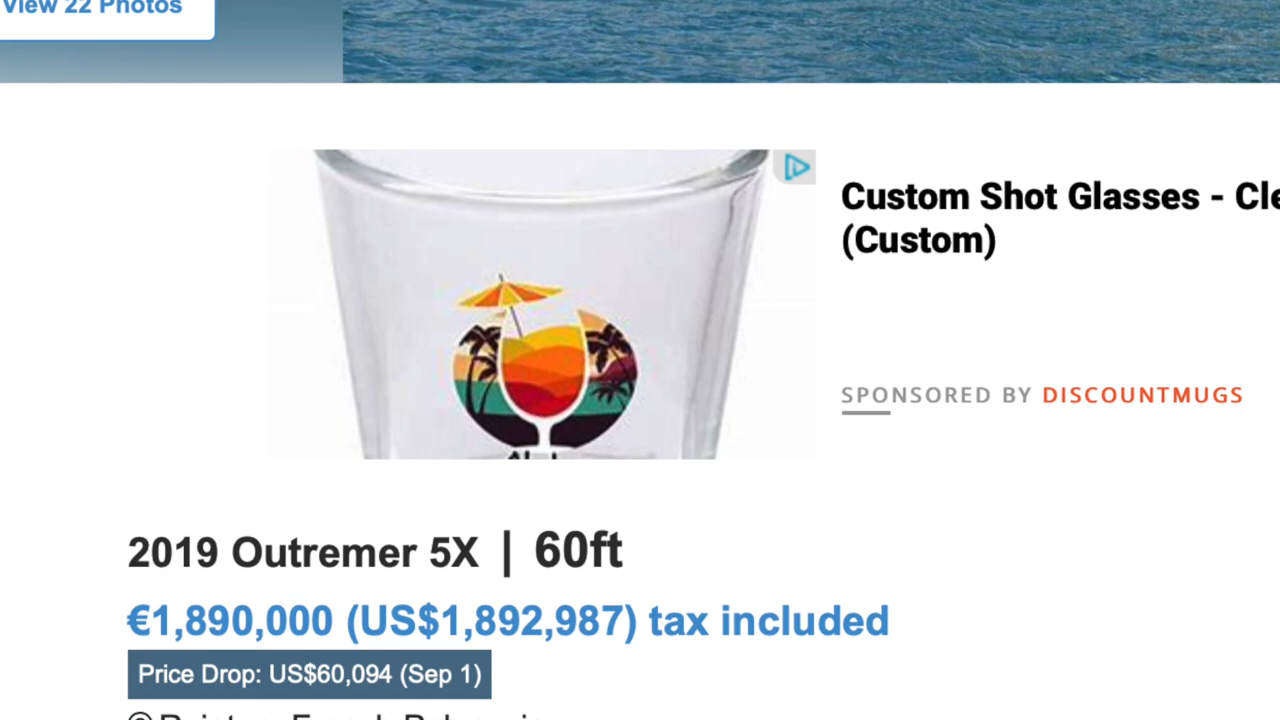 View 22 Photos
Custom Shot Glasses -
(Custom)
SPONSORED BY DISCOUNTMUGS
2019 Outremer 5X | 60ft
€1,890,000 (US$1,892,987) tax included
Price Drop: US$60,094 (Sep 1)